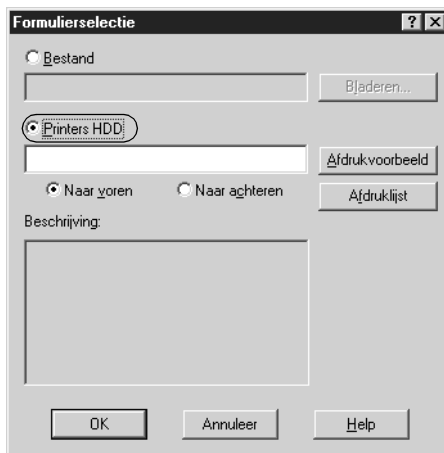 Formulierselectie
Bestand
Bladeren...
Printers HDD
Afdrukvoorbeeld
Naar voren Naar achteren Afdruklijst
Beschrijving:
OK Annuleer Help